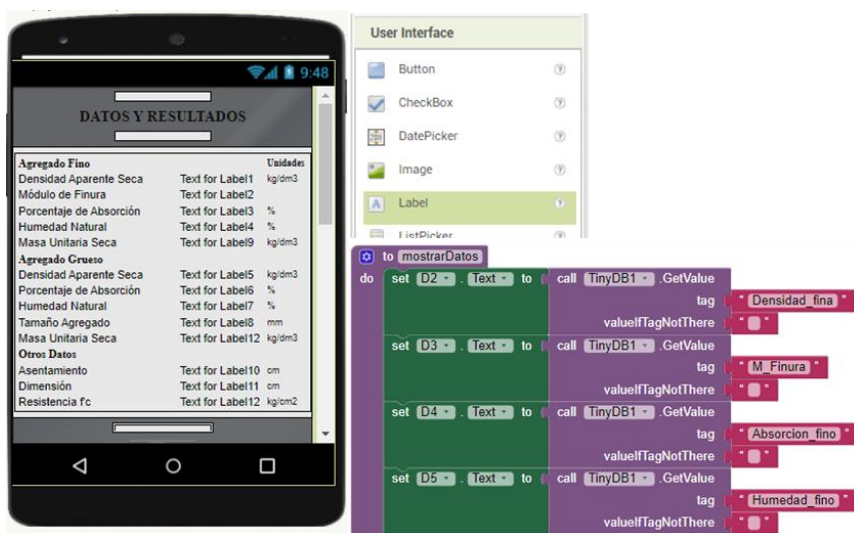 9:48
DATOS Y RESULTADOS
Agregado Fino Unidades
Densidad Aparente Seca Text for Label1 kg/dm3
Módulo de Finura Text for Label2
Porcentaje de Absorción Text for Label3 %
Humedad Natural Text for Label4 %
Masa Unitaria Seca Text for Label9 kg/dm3
Agregado Grueso
Densidad Aparente Seca Text for Label5 kg/dm3
Porcentaje de Absorción Text for Label6 %
Humedad Natural Text for Label7 %
Tamaño Agregado Text for Label8 mm
Masa Unitaria Seca Text for Label12 kg/dm3
Otros Datos
Asentamiento Text for Label10 cm
Dimensión Text for Label11 cm
Resistencia f'c Text for Label12 kg/cm2
User Interface
Button ?
CheckBox ?
DatePicker ?
Image ?
A Label ?
ListPicker ?
to mostrarDatos
do set D2 . Text to call TinyDB1 .GetValue
tag " Densidad_fina "
valueIfTagNotThere " "
set D3 . Text to call TinyDB1 .GetValue
tag " M_Finura "
valueIfTagNotThere " "
set D4 . Text to call TinyDB1 .GetValue
tag " Absorcion_fino "
valueIfTagNotThere " "
set D5 . Text to call TinyDB1 .GetValue
tag " Humedad_fino "
valueIfTagNotThere " "